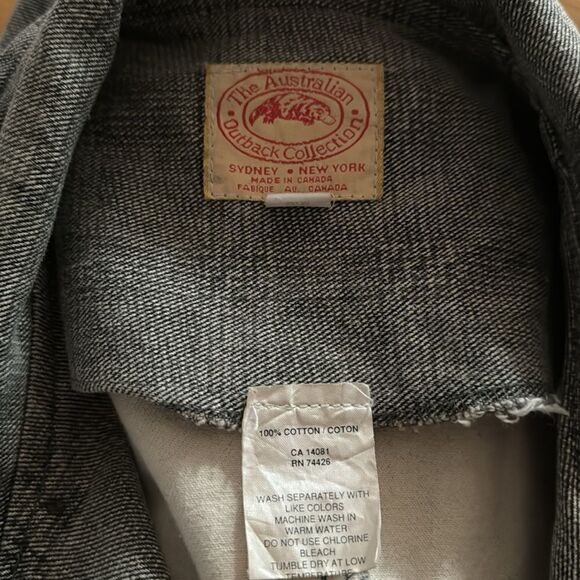 The Australian
Outback Collection
SYDNEY • NEW YORK
MADE IN CANADA
FABIQUE AU CANADA
100% COTTON / COTON
CA 14081
RN 74426
WASH SEPARATELY WITH
LIKE COLORS
MACHINE WASH IN
WARM WATER
DO NOT USE CHLORINE
BLEACH
TUMBLE DRY AT LOW
TEMPERATURE